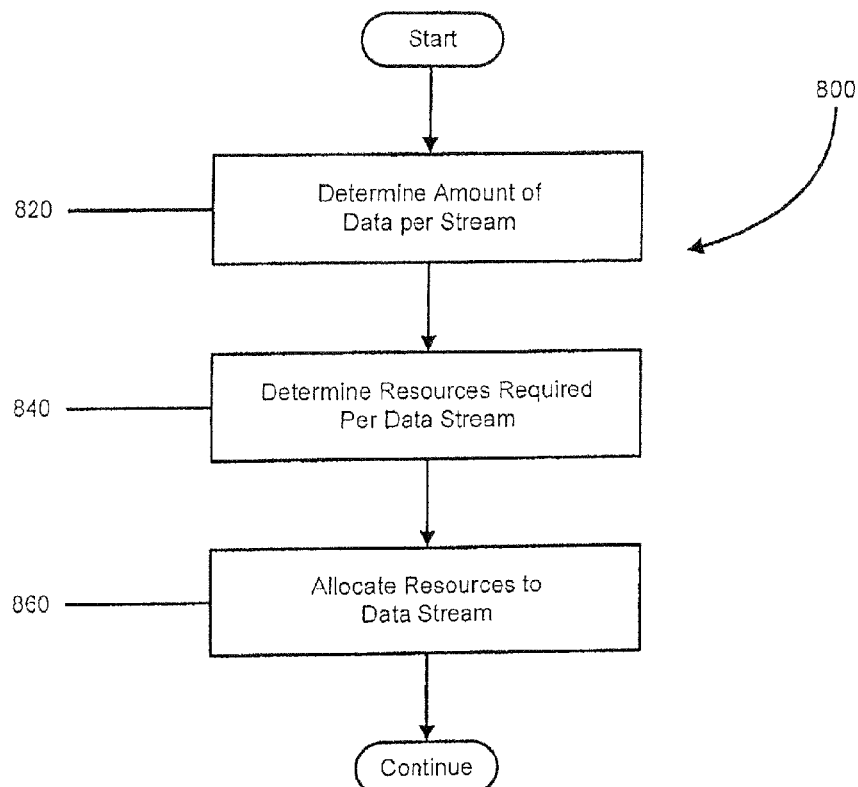 Start
800
820
Determine Amount of
Data per Stream
840
Determine Resources Required
Per Data Stream
860
Allocate Resources to
Data Stream
Continue